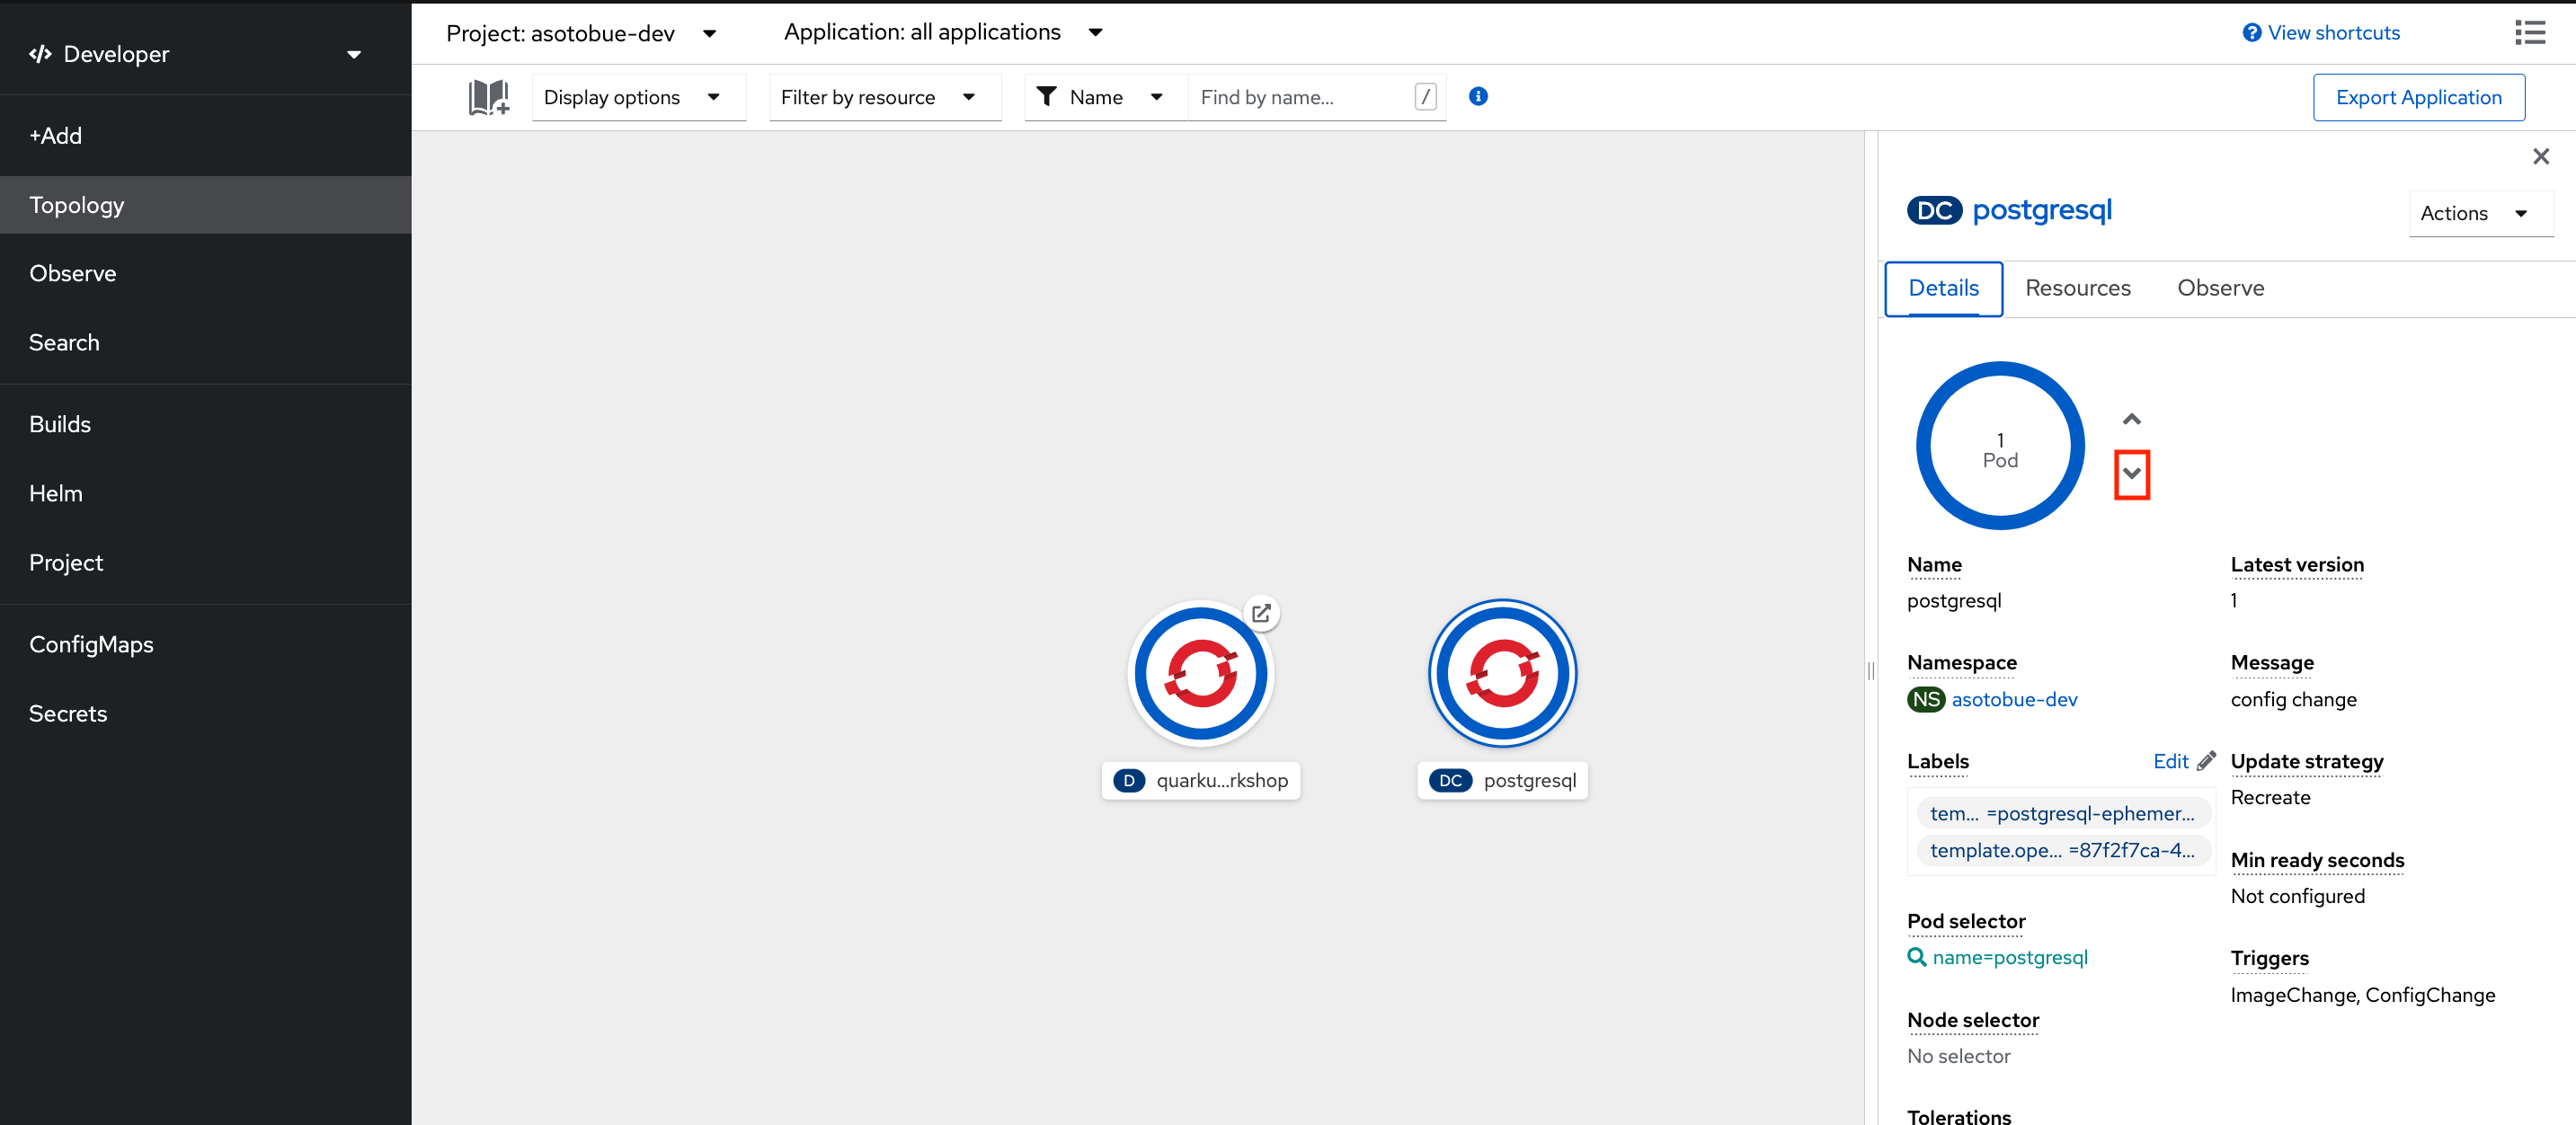 Developer
+Add
Topology
Observe
Search
Builds
Helm
Project
ConfigMaps
Secrets
Project: asotobue-dev
Application: all applications
View shortcuts
Display options
Filter by resource
Name
Find by name...
/
Export Application
quarku...rkshop
D
DC
postgresql
DC postgresql
Actions
Details
Resources
Observe
1
Pod
Name
postgresql
Latest version
1
Namespace
NS asotobue-dev
Message
config change
Labels
Edit
tem... =postgresql-ephemer...
template.ope... =87f2f7ca-4...
Update strategy
Recreate
Min ready seconds
Not configured
Pod selector
name=postgresql
Triggers
ImageChange, ConfigChange
Node selector
No selector
Tolerations